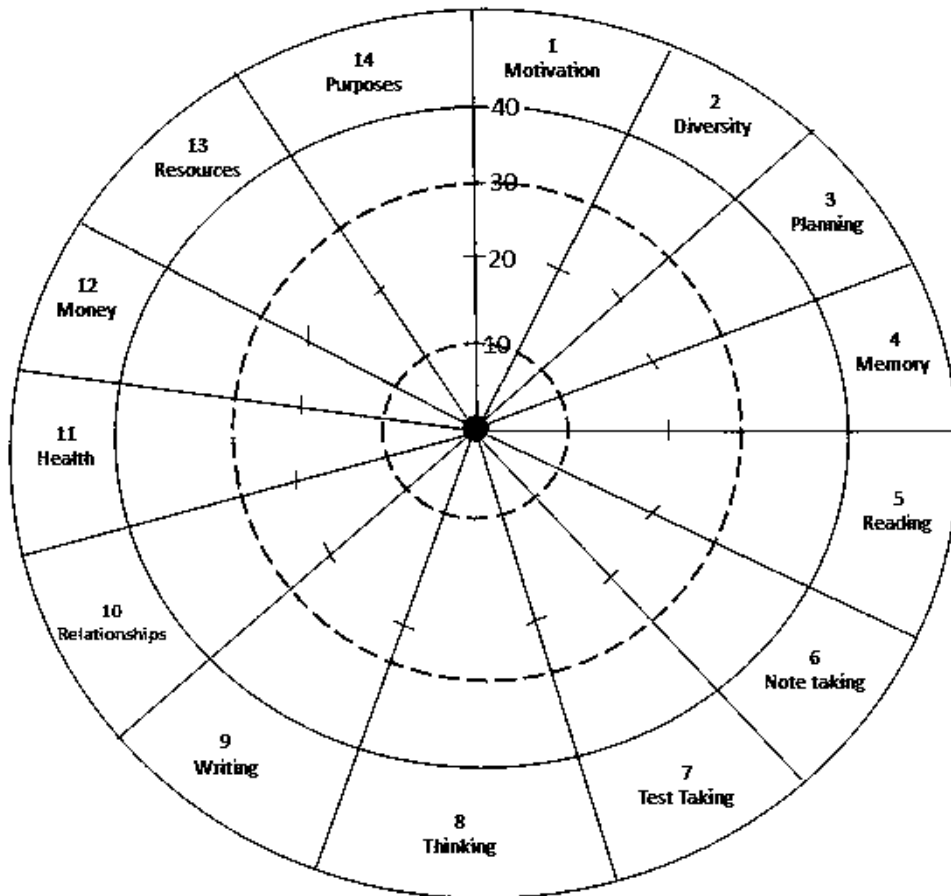 1
Motivation
2
Diversity
3
Planning
4
Memory
5
Reading
6
Note taking
7
Test Taking
8
Thinking
9
Writing
10
Relationships
11
Health
12
Money
13
Resources
14
Purposes
40
30
20
10